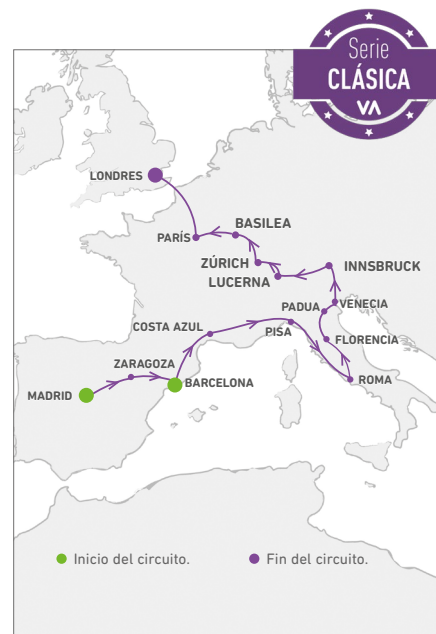 Serie
CLÁSICA
VA
LONDRES
BASILEA
PARÍS
ZÚRICH
INNSBRUCK
LUCERNA
PADUA
VENECIA
COSTA AZUL
PISA
FLORENCIA
ZARAGOZA
ROMA
BARCELONA
MADRID
Inicio del circuito.
Fin del circuito.